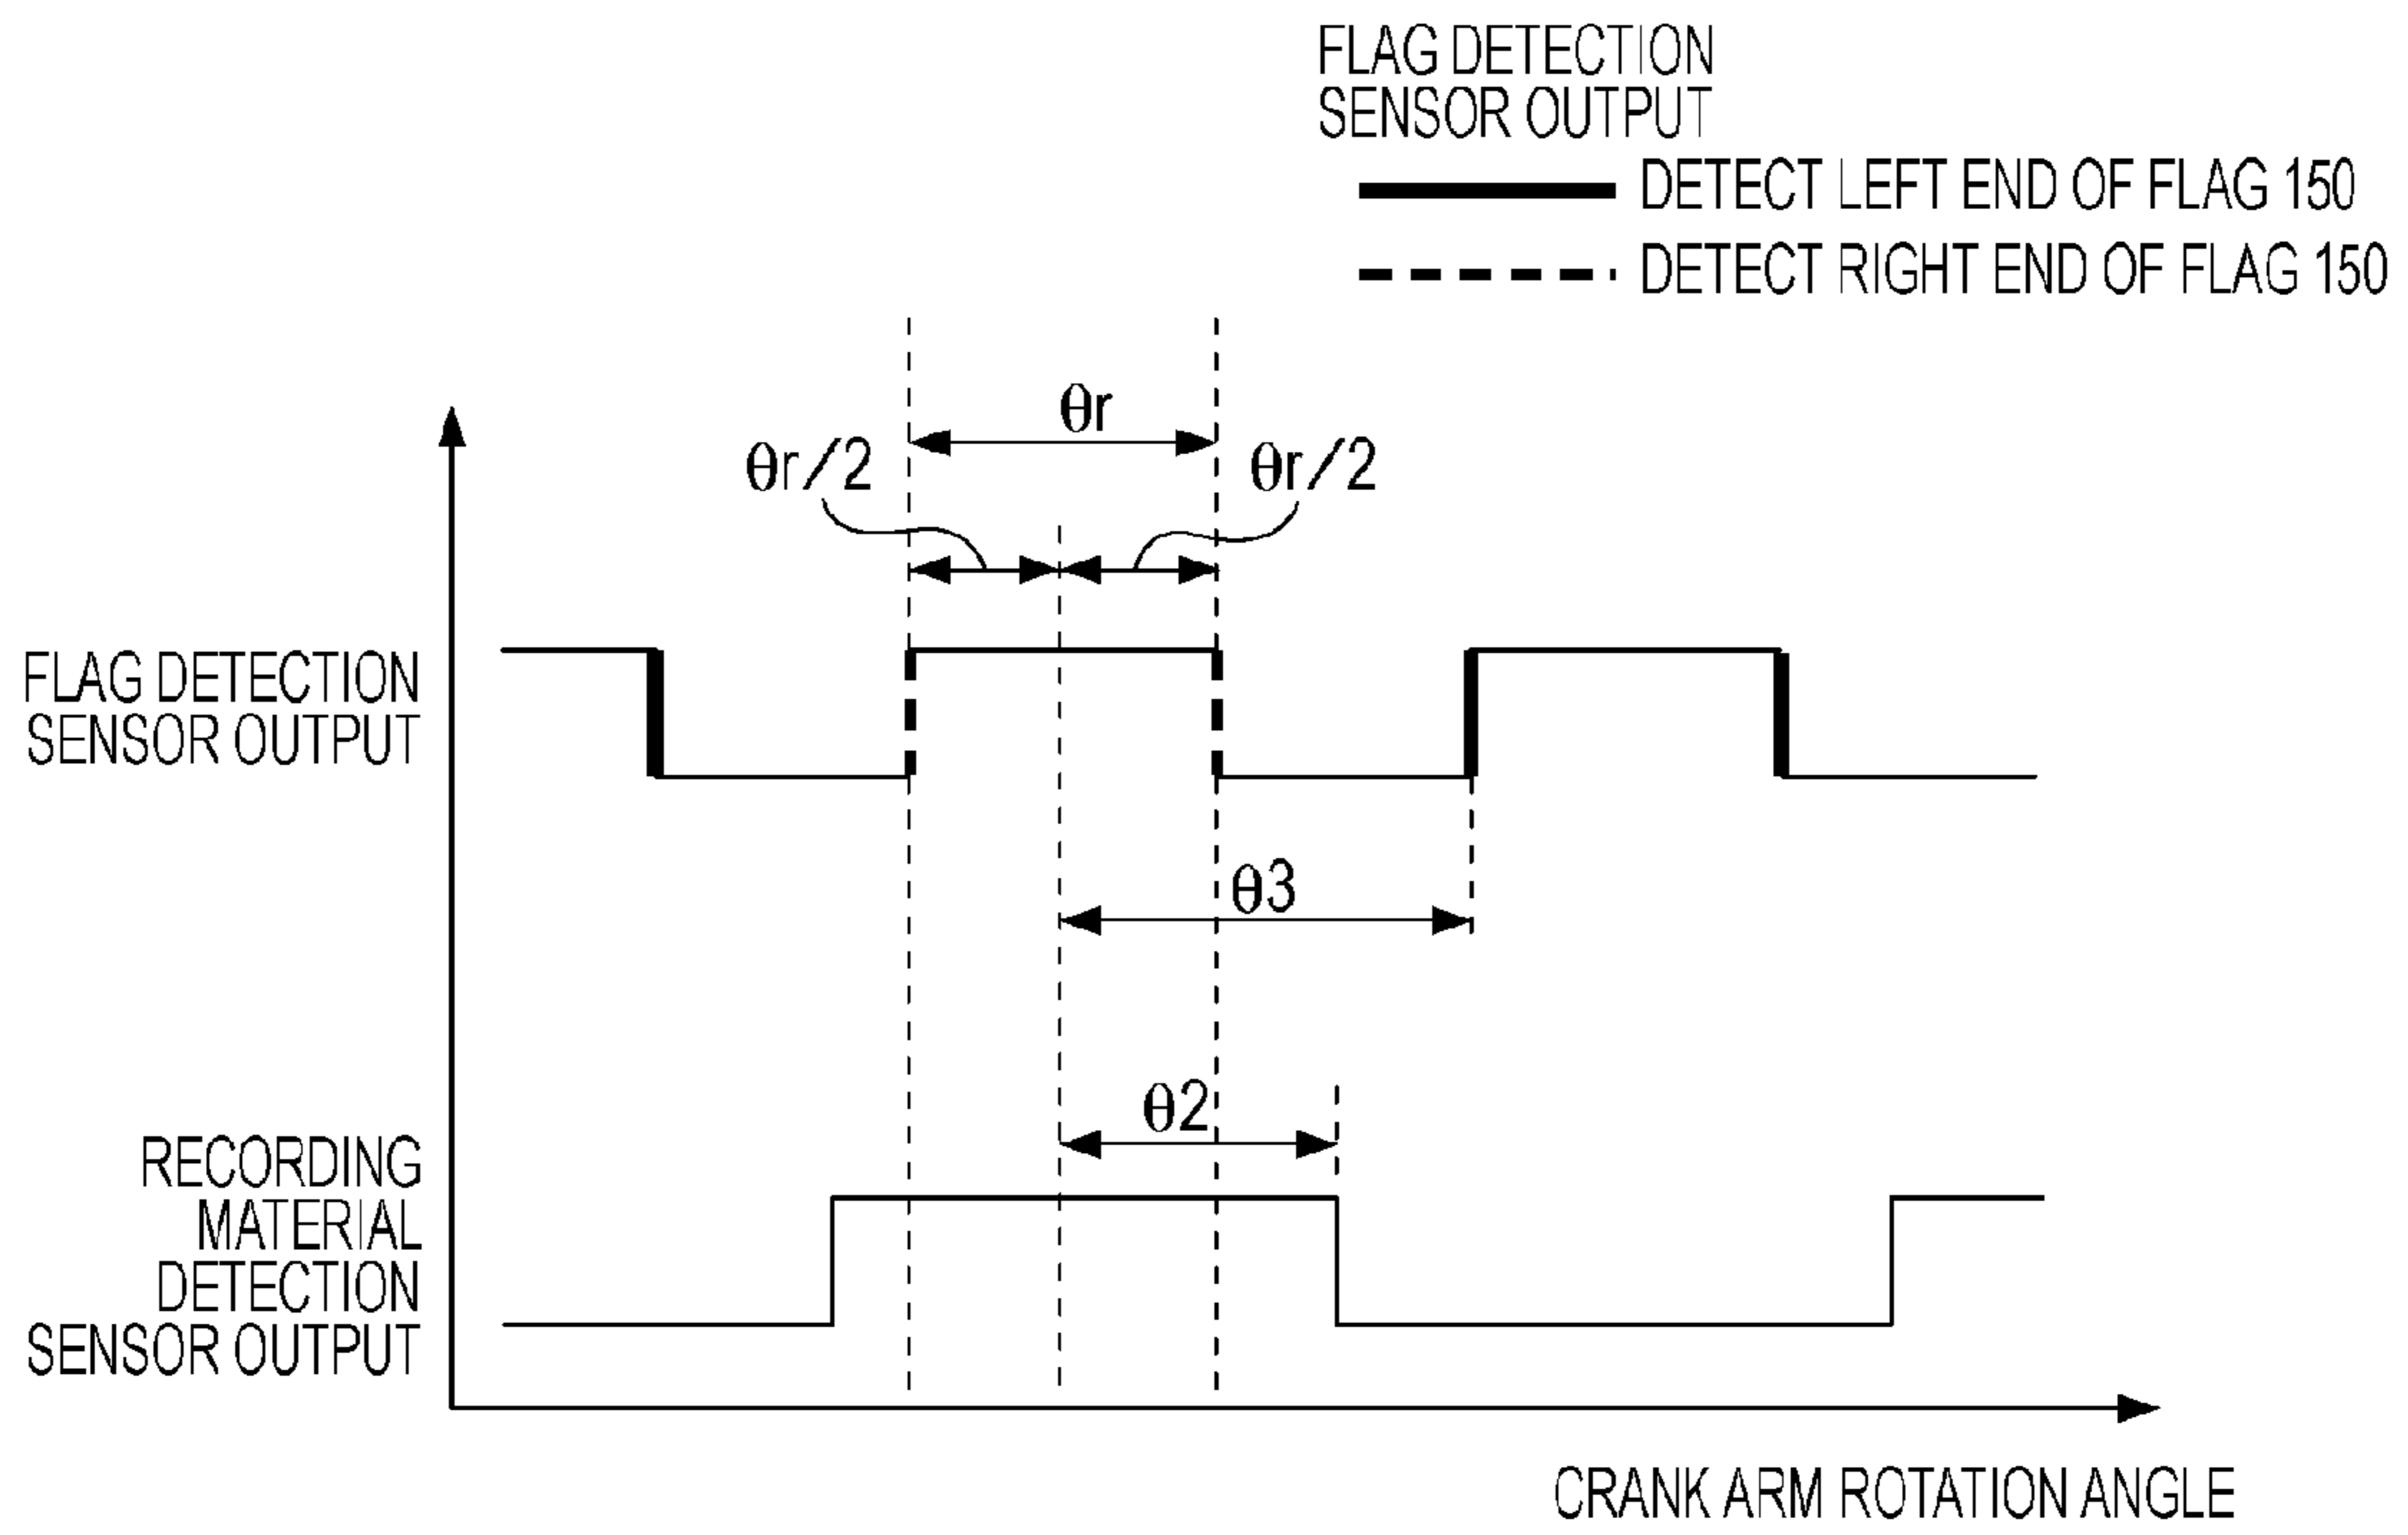 FLAG DETECTION
SENSOR OUTPUT
DETECT LEFT END OF FLAG 150
DETECT RIGHT END OF FLAG 150
θr
θr/2
θr/2
FLAG DETECTION
SENSOR OUTPUT
θ3
θ2
RECORDING
MATERIAL
DETECTION
SENSOR OUTPUT
CRANK ARM ROTATION ANGLE